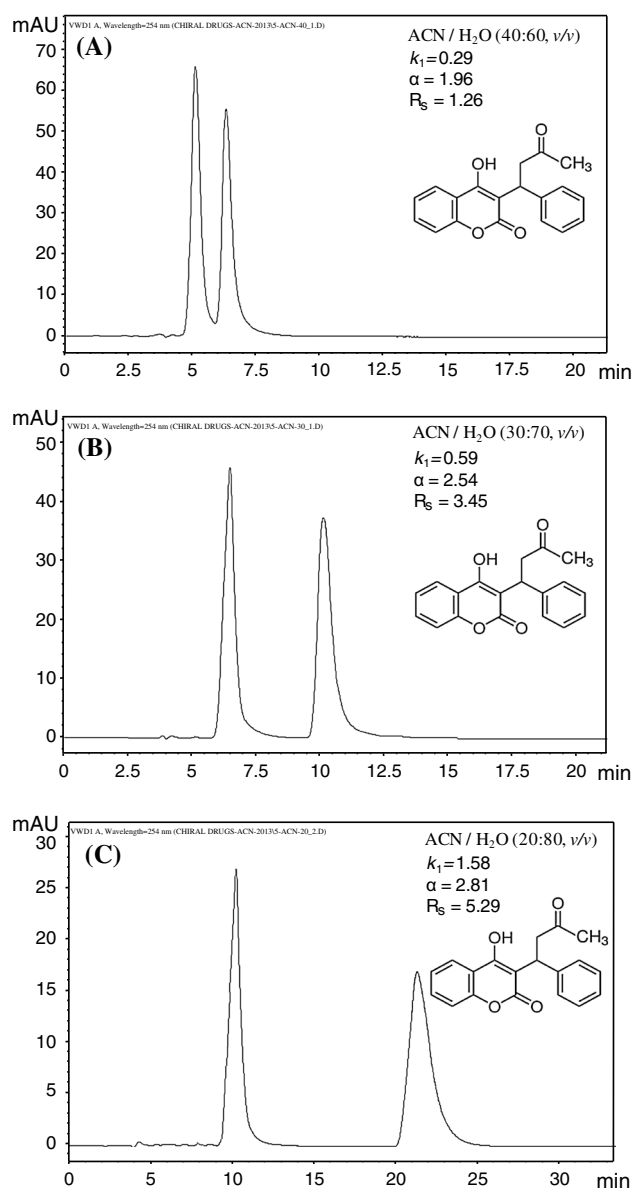 mAU
VWD1 A, Wavelength=254 nm (CHIRAL DRUGS-ACN-2013\5-ACN-40_1.D)
(A)
ACN / H2O (40:60, v/v)
k1=0.29
α = 1.96
Rs = 1.26
O
OH
CH3
O
O
70
60
50
40
30
20
10
0
0 2.5 5 7.5 10 12.5 15 17.5 20 min
mAU
VWD1 A, Wavelength=254 nm (CHIRAL DRUGS-ACN-2013\5-ACN-30_1.D)
(B)
ACN / H2O (30:70, v/v)
k1=0.59
α = 2.54
Rs = 3.45
O
OH
CH3
O
O
50
40
30
20
10
0
0 2.5 5 7.5 10 12.5 15 17.5 20 min
mAU
VWD1 A, Wavelength=254 nm (CHIRAL DRUGS-ACN-2013\5-ACN-20_2.D)
(C)
ACN / H2O (20:80, v/v)
k1=1.58
α = 2.81
Rs = 5.29
O
OH
CH3
O
O
30
25
20
15
10
5
0
0 5 10 15 20 25 30 min